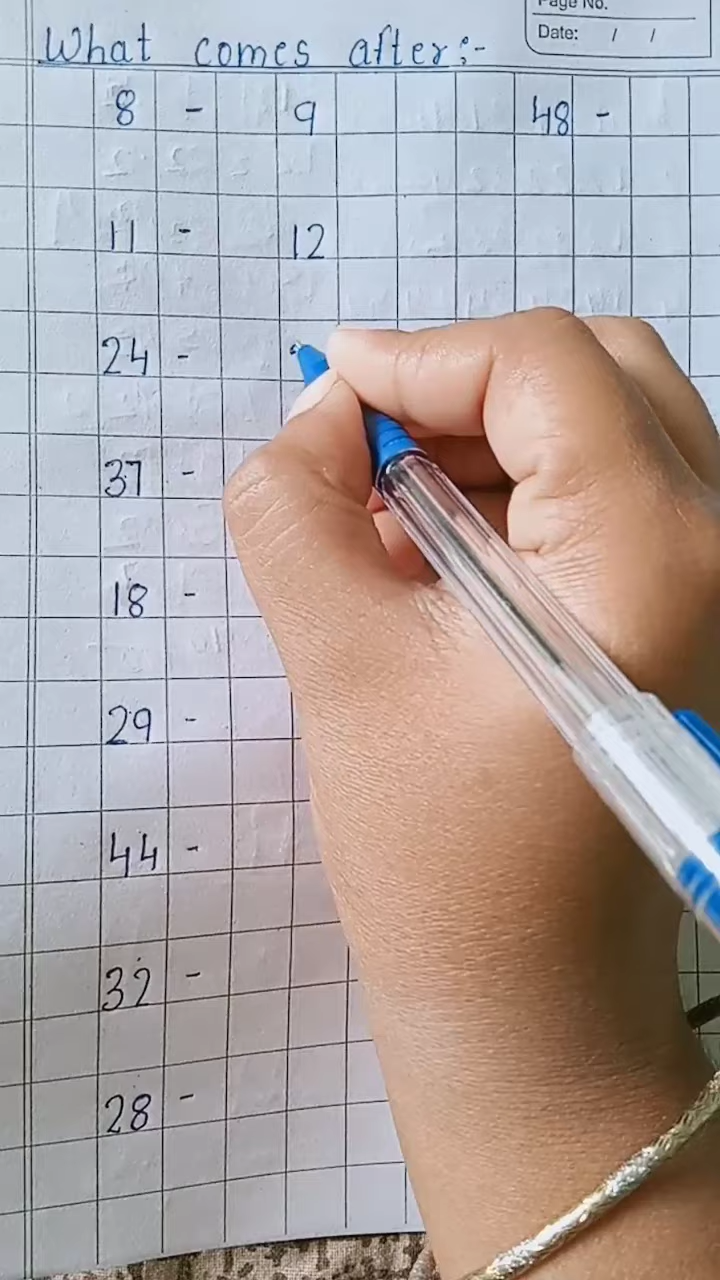 Page No.
Date: / /
What comes after:-
8 - 9 48 -
11 - 12
24 -
37 -
18 -
29 -
44 -
32 -
28 -